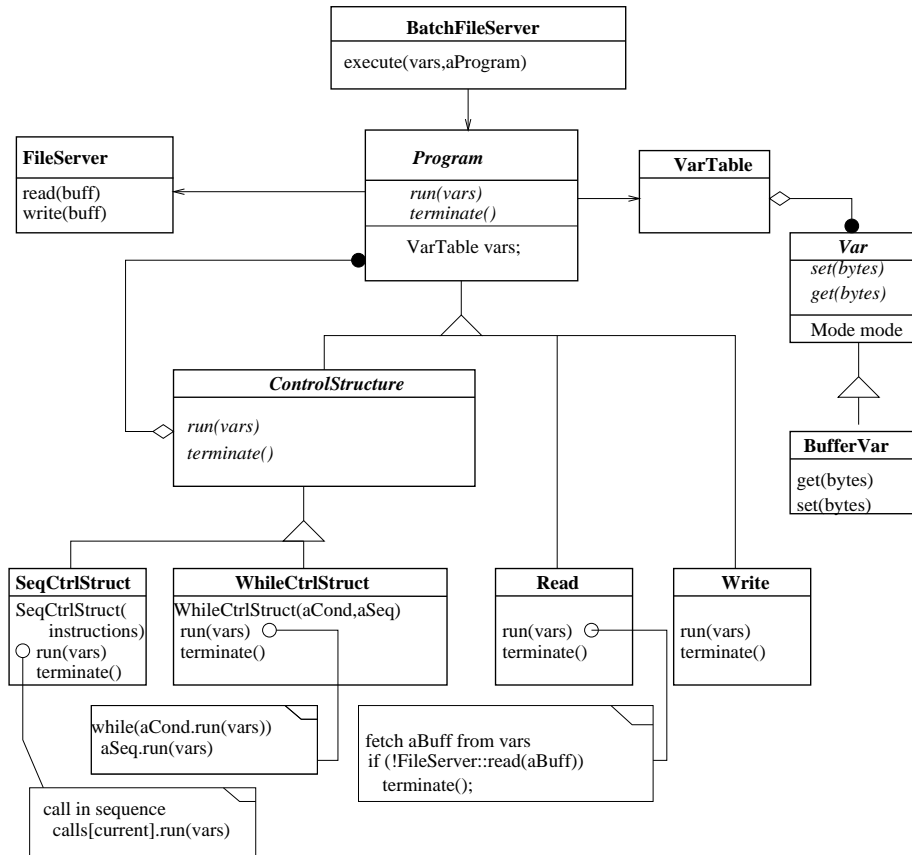 BatchFileServer
execute(vars,aProgram)
FileServer
read(buff)
write(buff)
Program
run(vars)
terminate()
VarTable vars;
VarTable
Var
set(bytes)
get(bytes)
Mode mode
BufferVar
get(bytes)
set(bytes)
ControlStructure
run(vars)
terminate()
SeqCtrlStruct
SeqCtrlStruct(
instructions)
run(vars)
terminate()
WhileCtrlStruct
WhileCtrlStruct(aCond,aSeq)
run(vars)
terminate()
Read
run(vars)
terminate()
Write
run(vars)
terminate()
while(aCond.run(vars))
aSeq.run(vars)
fetch aBuff from vars
if (!FileServer::read(aBuff))
terminate();
call in sequence
calls[current].run(vars)